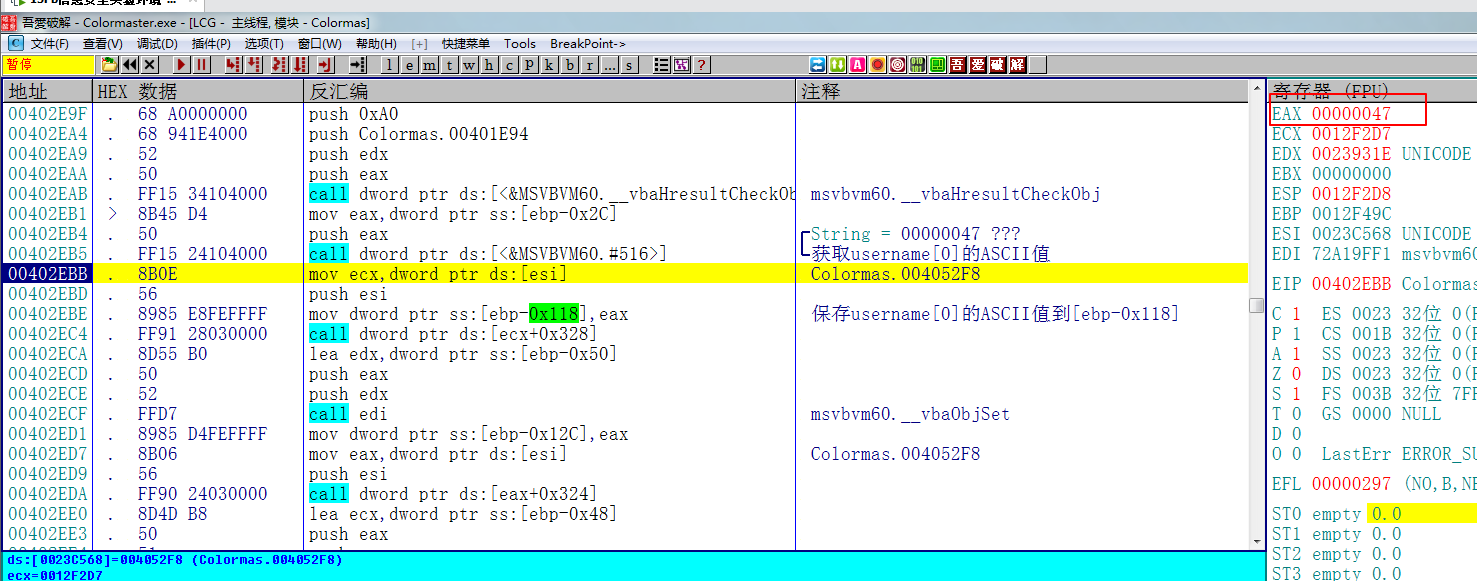 吾愛破解 - Colormaster.exe - [LCG - 主线程, 模块 - Colormas]
C 文件(F) 查看(V) 调试(D) 插件(P) 选项(T) 窗口(W) 帮助(H) [+] 快捷菜单 Tools BreakPoint->
暂停 l e m t w h c p k b r ... s ? A 吾 爱 破 解
地址 HEX 数据 反汇编 注释 寄存器 (FPU)
00402E9F . 68 A0000000 push 0xA0
EAX 00000047
00402EA4 . 68 941E4000 push Colormas.00401E94
ECX 0012F2D7
00402EA9 . 52 push edx
EDX 0023931E UNICODE
00402EAA . 50 push eax
EBX 00000000
00402EAB . FF15 34104000 call dword ptr ds:[<&MSVBVM60.__vbaHresultCheckOb msvbvm60.__vbaHresultCheckObj
ESP 0012F2D8
00402EB1 > 8B45 D4 mov eax,dword ptr ss:[ebp-0x2C]
EBP 0012F49C
00402EB4 . 50 push eax String = 00000047 ???
ESI 0023C568 UNICODE
00402EB5 . FF15 24104000 call dword ptr ds:[<&MSVBVM60.#516>] 获取username[0]的ASCII值
EDI 72A19FF1 msvbvm60
00402EBB . 8B0E mov ecx,dword ptr ds:[esi] Colormas.004052F8
EIP 00402EBB Colormas
00402EBD . 56 push esi
00402EBE . 8985 E8FEFFFF mov dword ptr ss:[ebp-0x118],eax 保存username[0]的ASCII值到[ebp-0x118]
C 1 ES 0023 32位 0(F
00402EC4 . FF91 28030000 call dword ptr ds:[ecx+0x328]
P 1 CS 001B 32位 0(F
00402ECA . 8D55 B0 lea edx,dword ptr ss:[ebp-0x50]
A 1 SS 0023 32位 0(F
00402ECD . 50 push eax
Z 0 DS 0023 32位 0(F
00402ECE . 52 push edx
S 1 FS 003B 32位 7FF
00402ECF . FFD7 call edi msvbvm60.__vbaObjSet
T 0 GS 0000 NULL
00402ED1 . 8985 D4FEFFFF mov dword ptr ss:[ebp-0x12C],eax
D 0
00402ED7 . 8B06 mov eax,dword ptr ds:[esi] Colormas.004052F8
O 0 LastErr ERROR_SU
00402ED9 . 56 push esi
00402EDA . FF90 24030000 call dword ptr ds:[eax+0x324]
EFL 00000297 (NO,B,NE
00402EE0 . 8D4D B8 lea ecx,dword ptr ss:[ebp-0x48]
ST0 empty 0.0
00402EE3 . 50 push eax
ST1 empty 0.0
ST2 empty 0.0
ST3 empty 0.0
ds:[0023C568]=004052F8 (Colormas.004052F8)
ecx=0012F2D7